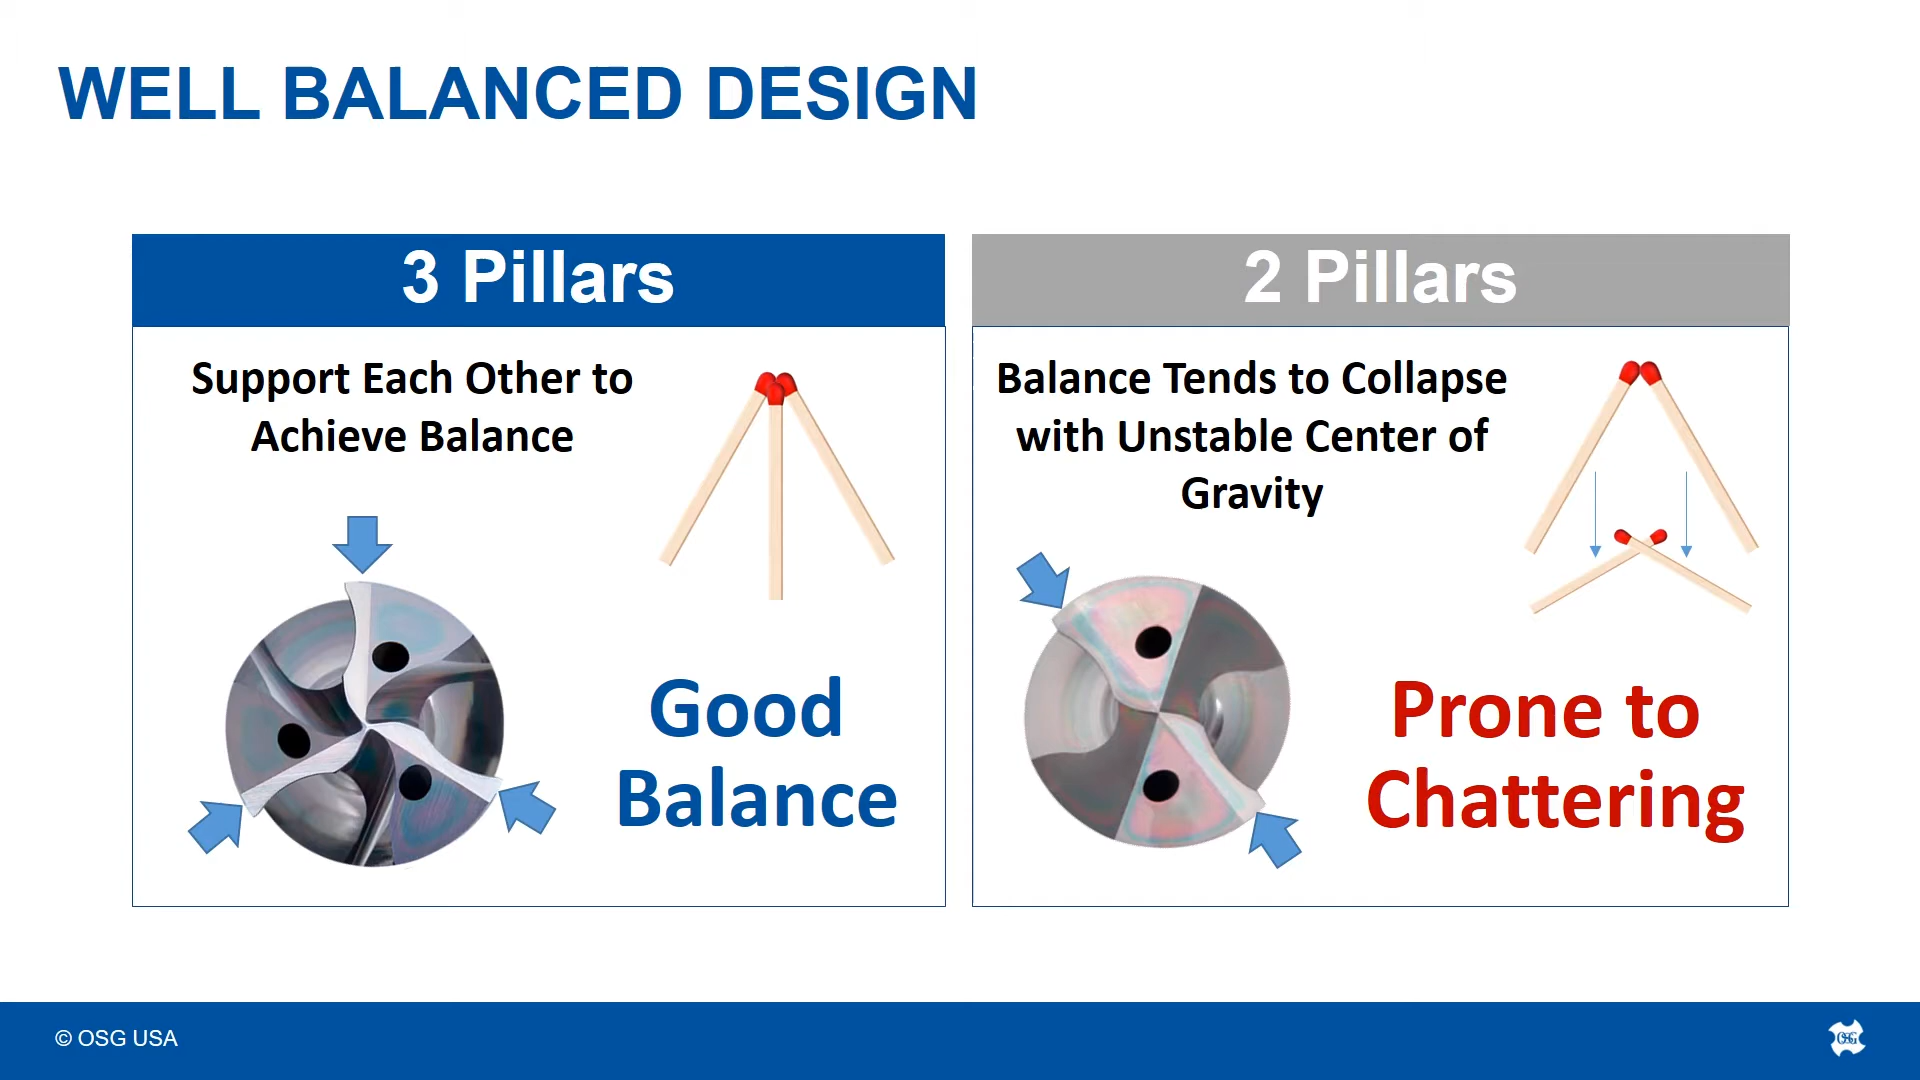 WELL BALANCED DESIGN
3 Pillars
Support Each Other to
Achieve Balance
Good
Balance
2 Pillars
Balance Tends to Collapse
with Unstable Center of
Gravity
Prone to
Chattering
© OSG USA
OSG